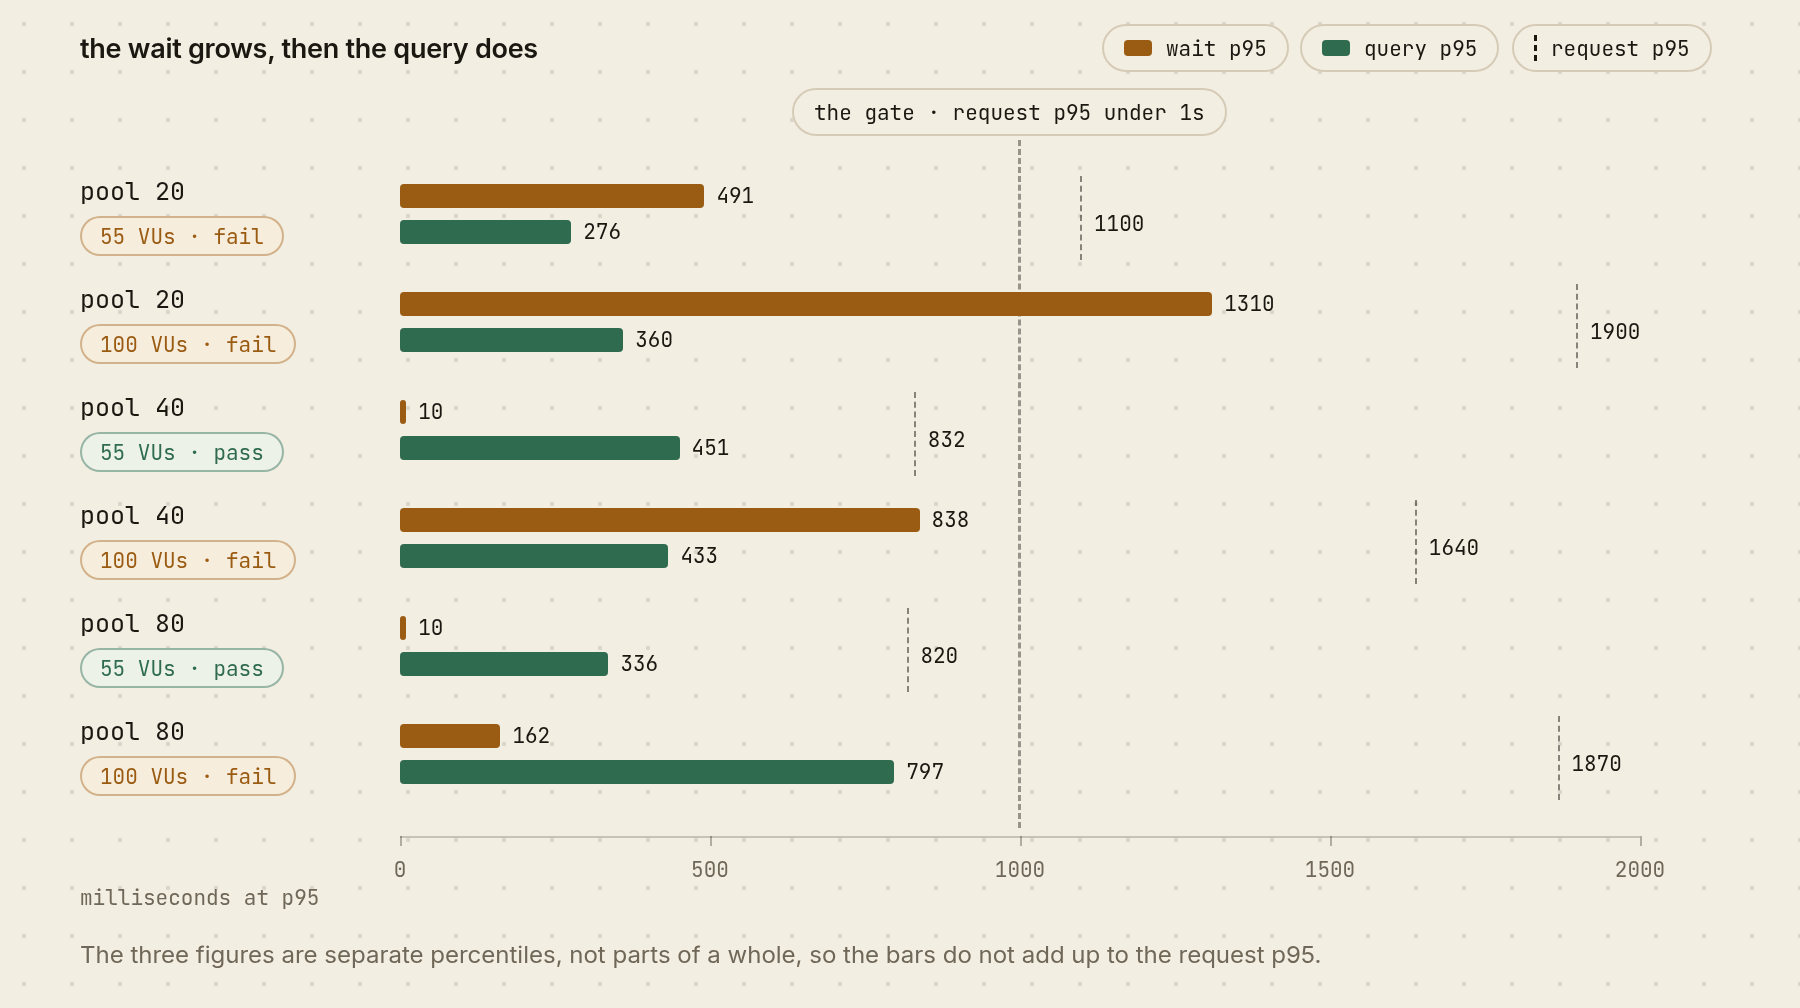 the wait grows, then the query does
wait p95
query p95
request p95
the gate · request p95 under 1s
pool 20
55 VUs · fail
491
276
1100
pool 20
100 VUs · fail
1310
360
1900
pool 40
55 VUs · pass
10
451
832
pool 40
100 VUs · fail
838
433
1640
pool 80
55 VUs · pass
10
336
820
pool 80
100 VUs · fail
162
797
1870
0 500 1000 1500 2000
milliseconds at p95
The three figures are separate percentiles, not parts of a whole, so the bars do not add up to the request p95.